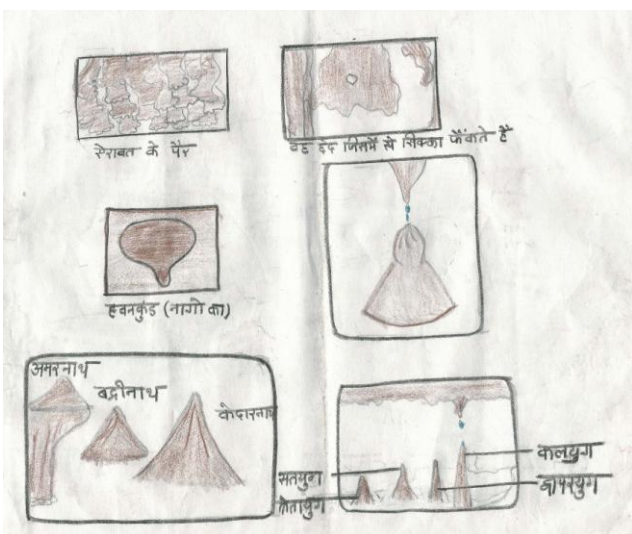 ऐरावत के पैर
वह छेद जिसमें से सिक्का फेंकते हैं
हवनकुंड (नागो का)
अमरनाथ
बद्रीनाथ
केदारनाथ
सतयुग
त्रेतायुग
कलयुग
द्वापरयुग